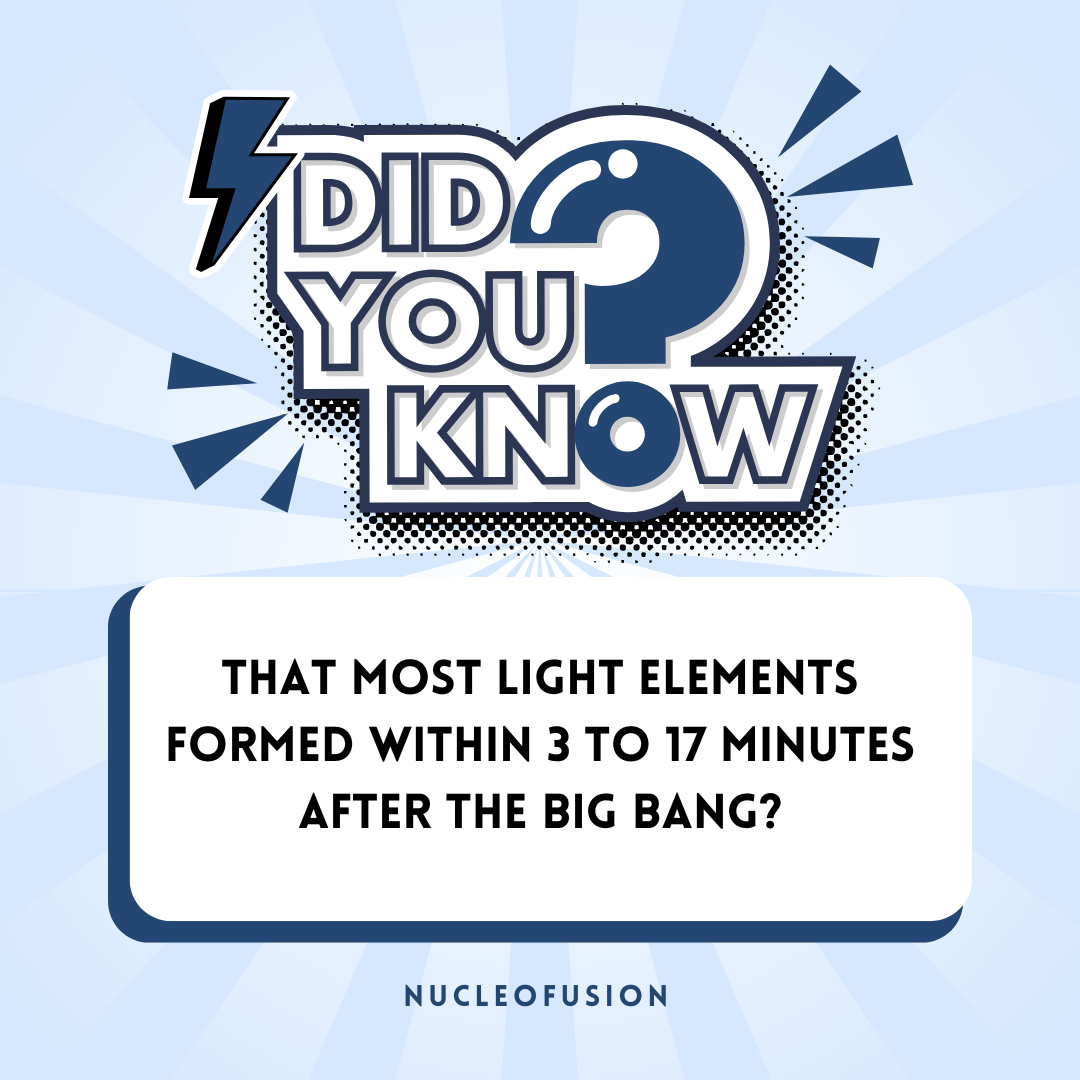 DID
YOU
KNOW
?
THAT MOST LIGHT ELEMENTS
FORMED WITHIN 3 TO 17 MINUTES
AFTER THE BIG BANG?
NUCLEOFUSION